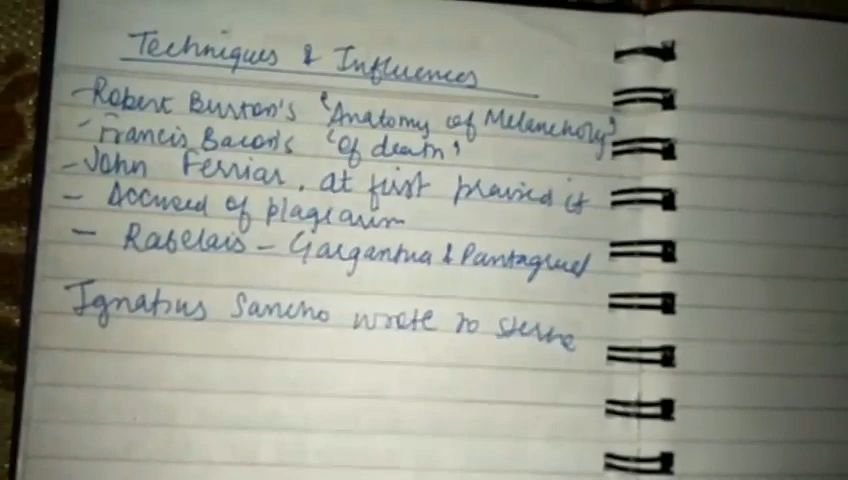 Techniques & Influences
- Robert Burton's 'Anatomy of Melancholy'
- Francis Bacon's 'Of death'
- John Ferriar, at first praised it
- Accused of plagiarism
- Rabelais - Gargantua & Pantagruel
Ignatius Sancho wrote to Sterne